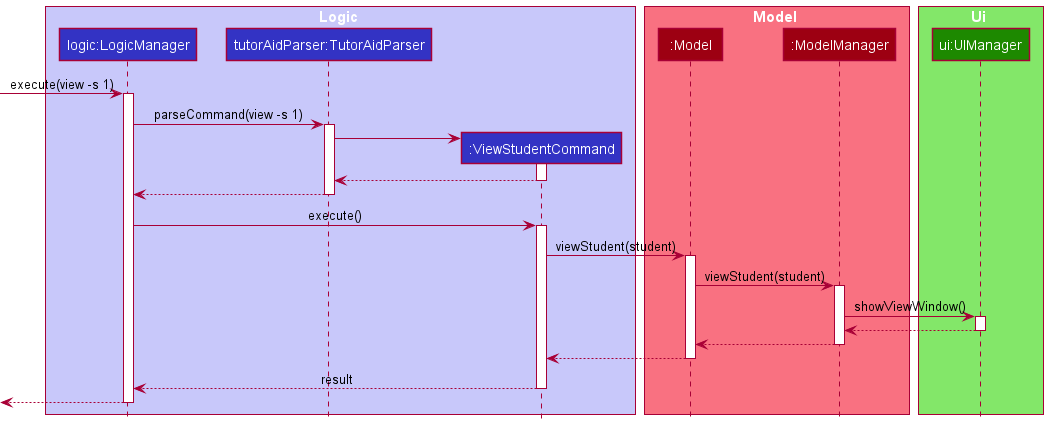 Logic
Model
Ui
logic:LogicManager
tutorAidParser:TutorAidParser
:Model
:ModelManager
ui:UIManager
execute(view -s 1)
parseCommand(view -s 1)
:ViewStudentCommand
execute()
viewStudent(student)
viewStudent(student)
showViewWindow()
result